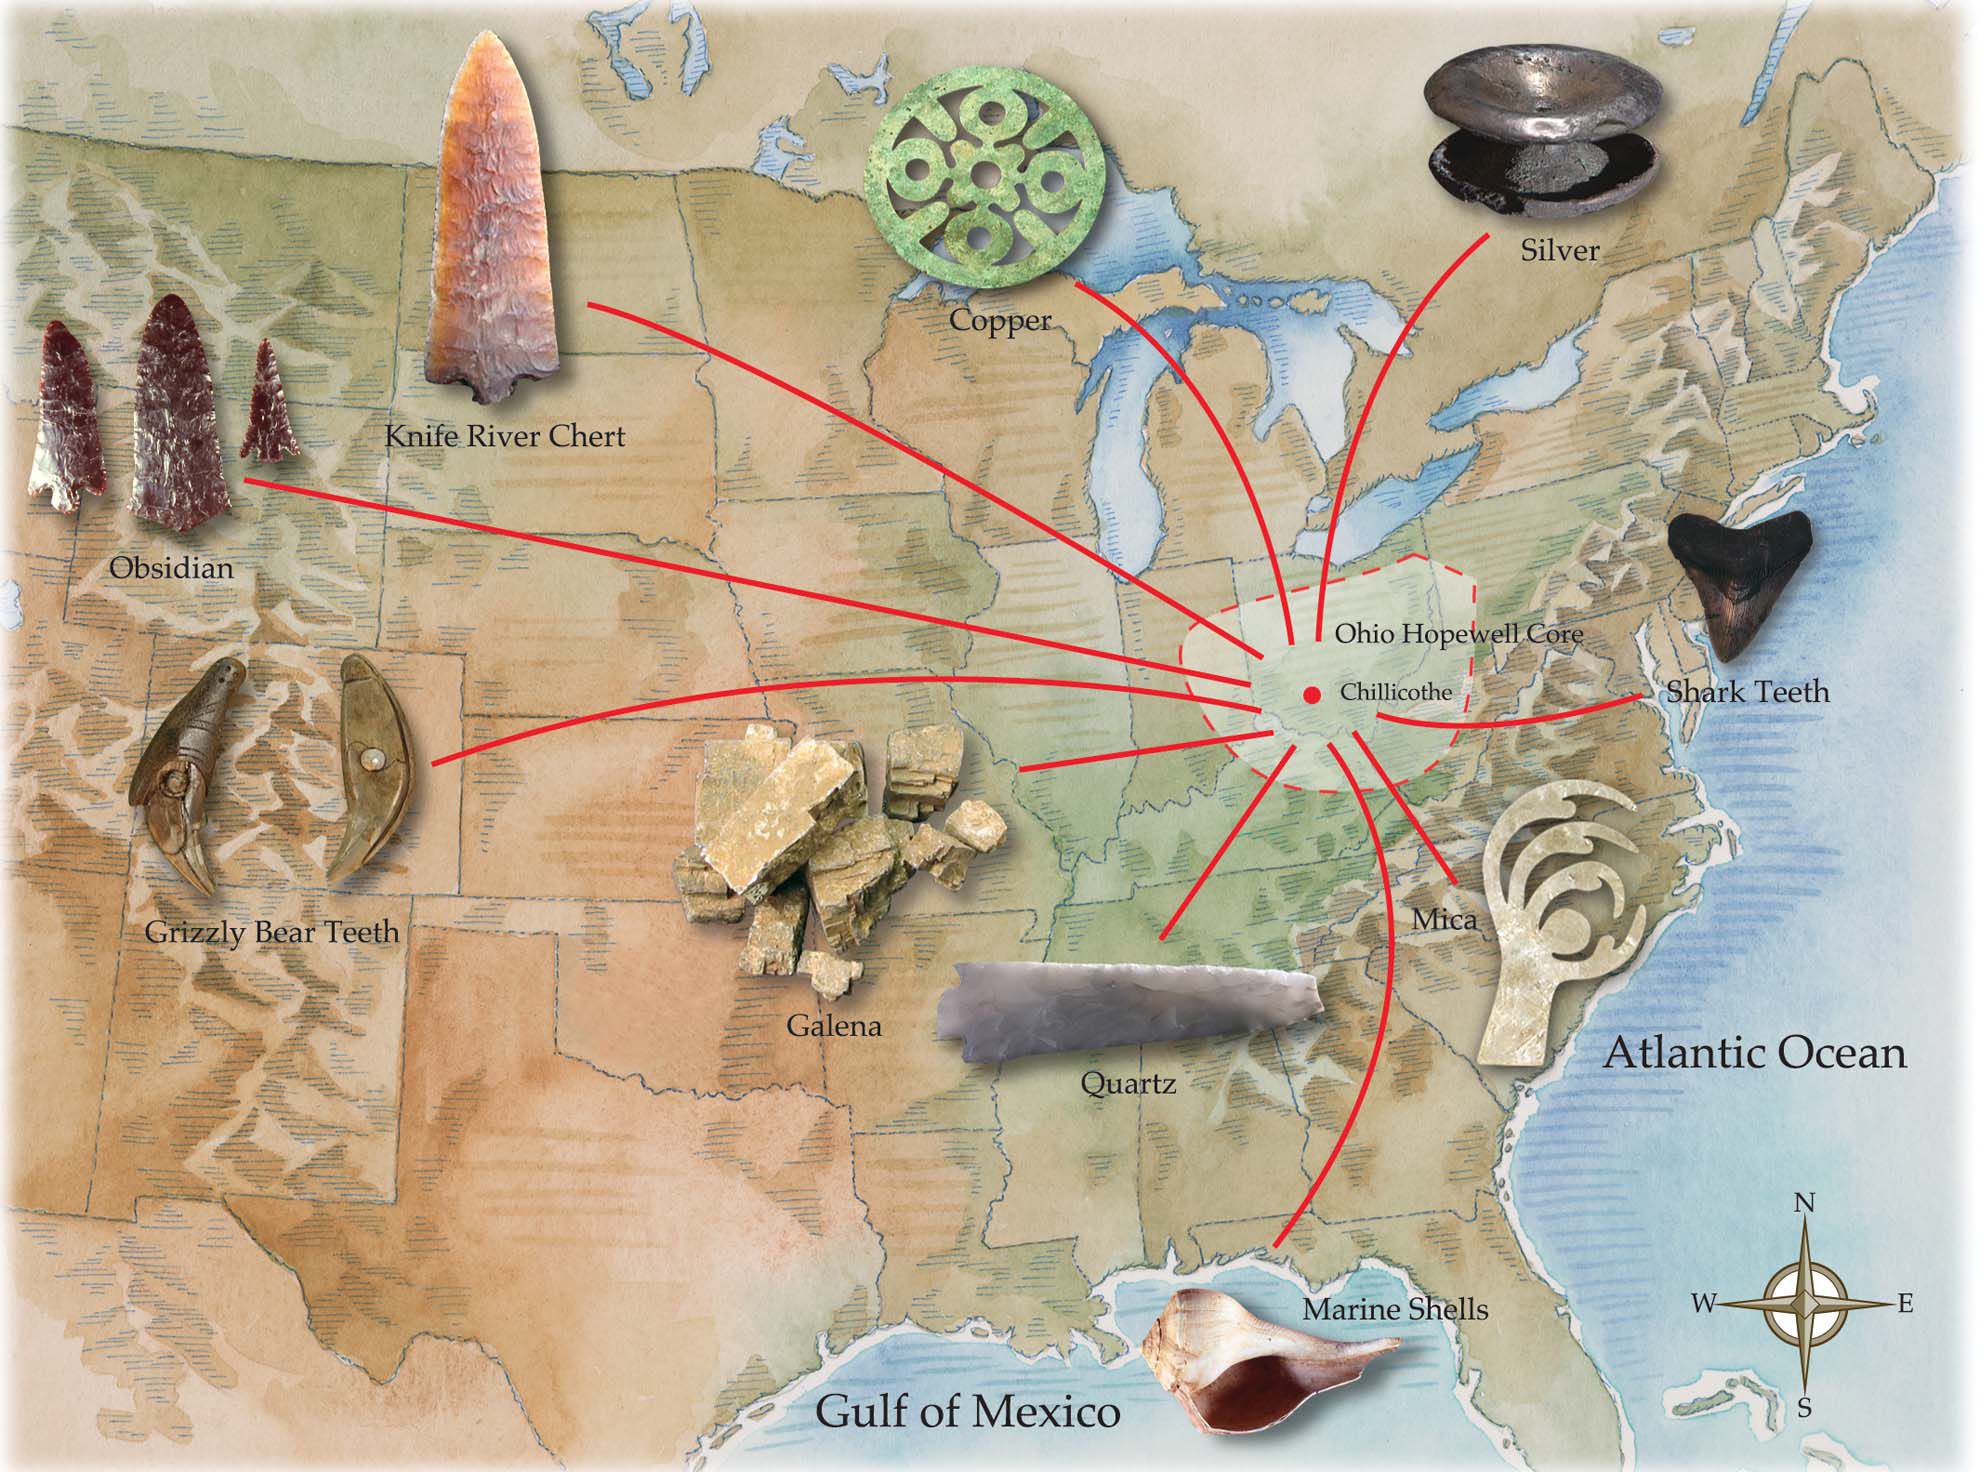 Silver
Copper
Knife River Chert
Obsidian
Ohio Hopewell Core
Chillicothe
Shark Teeth
Grizzly Bear Teeth
Mica
Galena
Quartz
Atlantic Ocean
Marine Shells
Gulf of Mexico
N
W
E
S